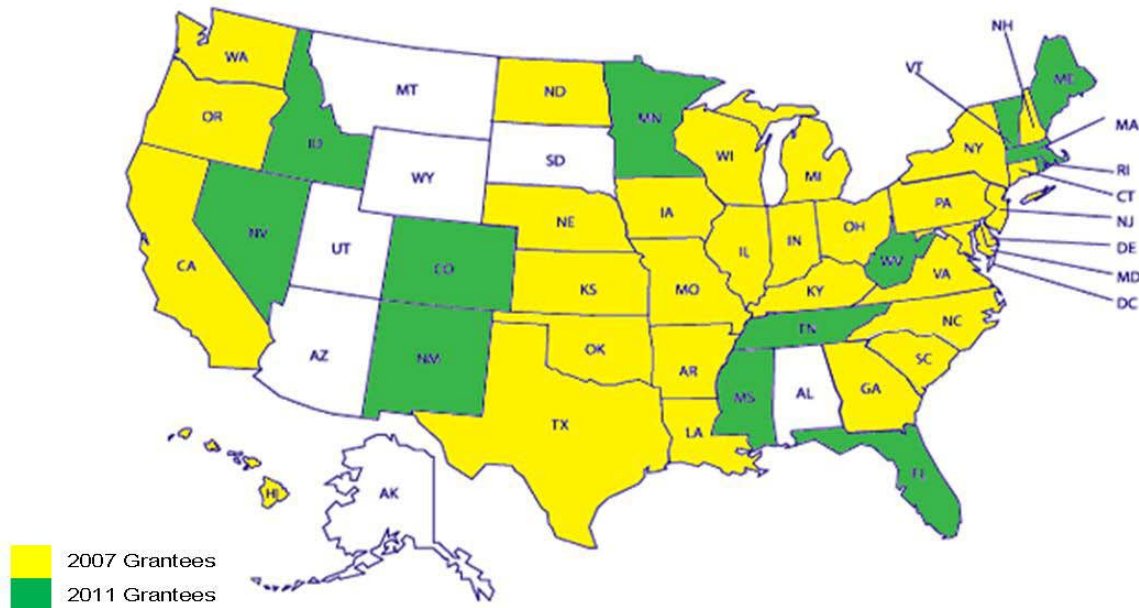 NH
VT
ME
WA
MT
ND
MN
OR
MA
ID
SD
WI
NY
WY
MI
RI
CT
IA
PA
NE
NJ
NV
OH
UT
IL
IN
DE
CO
WV
CA
VA
MD
KS
MO
KY
DC
TN
NC
AZ
OK
NM
AR
SC
MS
AL
GA
TX
LA
FL
HI
AK
2007 Grantees
2011 Grantees